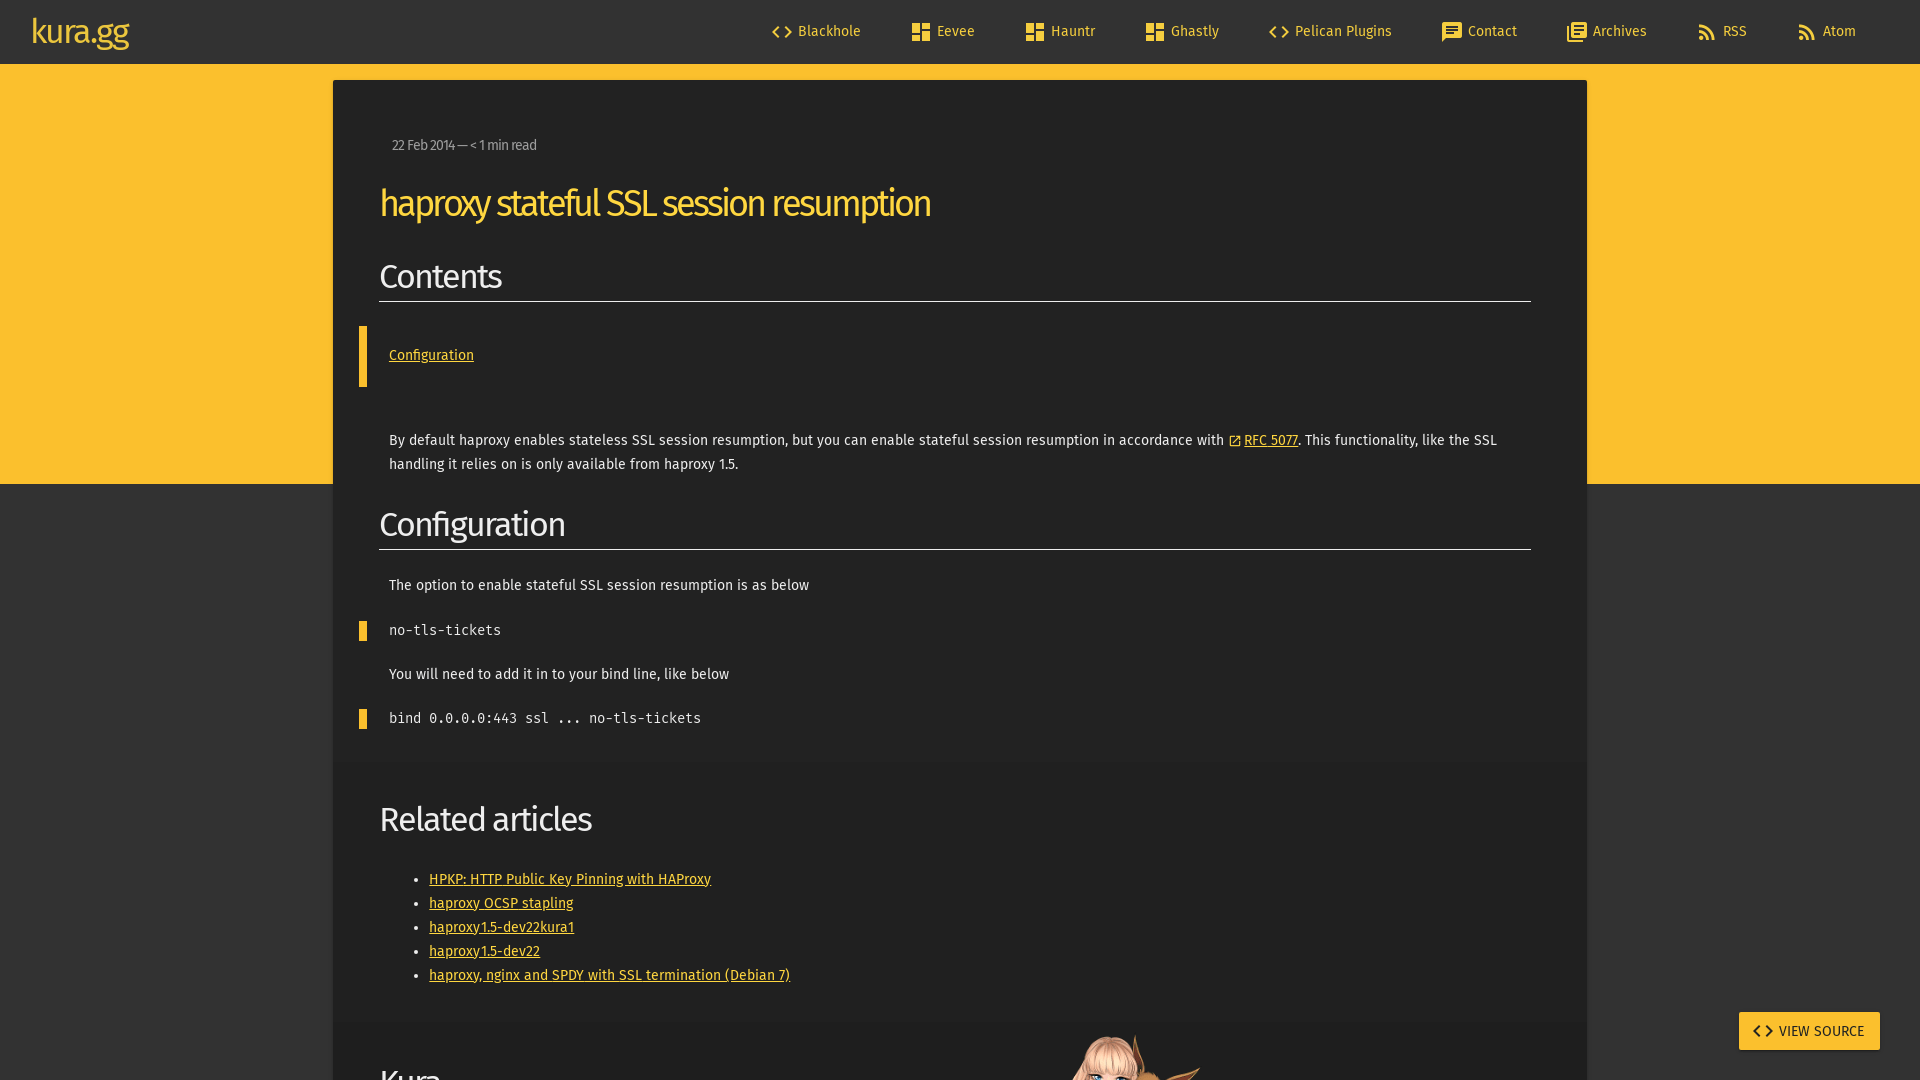 kura.gg
Blackhole
Eevee
Hauntr
Ghastly
Pelican Plugins
Contact
Archives
RSS
Atom
22 Feb 2014 — < 1 min read
haproxy stateful SSL session resumption
Contents
Configuration
By default haproxy enables stateless SSL session resumption, but you can enable stateful session resumption in accordance with RFC 5077. This functionality, like the SSL
handling it relies on is only available from haproxy 1.5.
Configuration
The option to enable stateful SSL session resumption is as below
no-tls-tickets
You will need to add it in to your bind line, like below
bind 0.0.0.0:443 ssl ... no-tls-tickets
Related articles
HPKP: HTTP Public Key Pinning with HAProxy
haproxy OCSP stapling
haproxy1.5-dev22kura1
haproxy1.5-dev22
haproxy, nginx and SPDY with SSL termination (Debian 7)
VIEW SOURCE
Kura